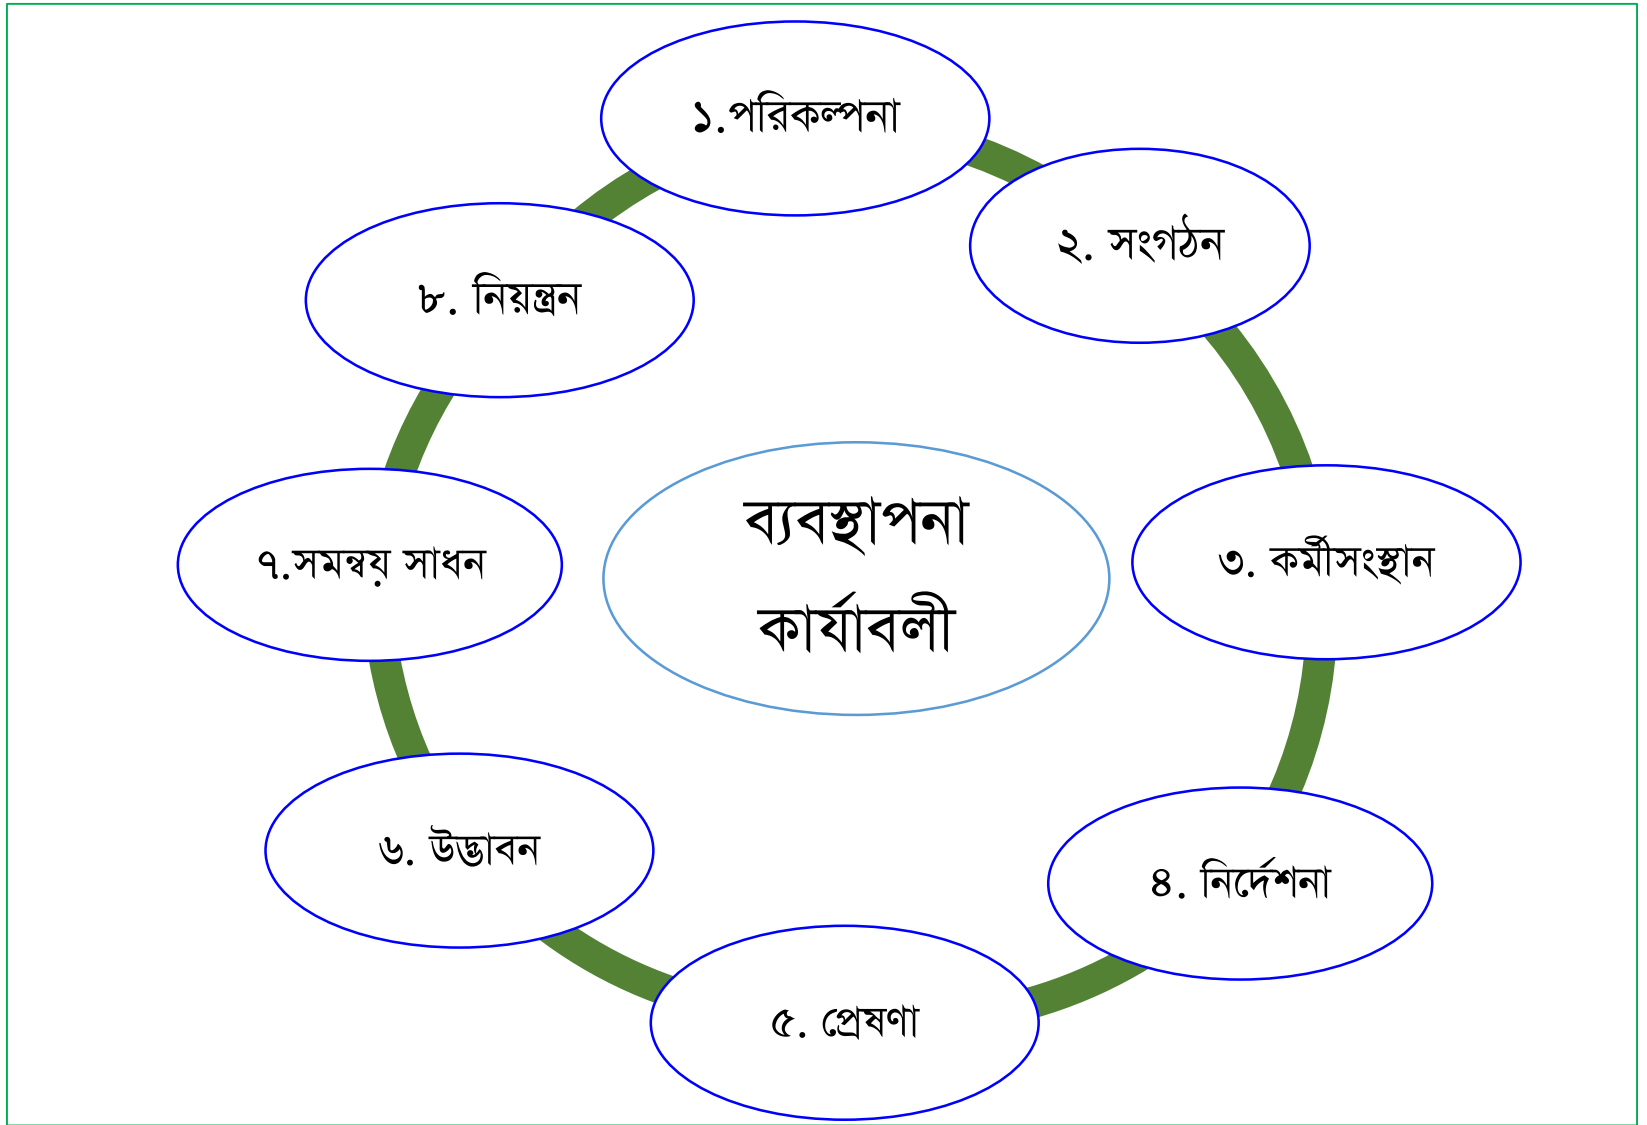 ১.পরিকল্পনা
২. সংগঠন
৩. কর্মীসংস্থান
৪. নির্দেশনা
৫. প্রেষণা
৬. উদ্ভাবন
৭.সমন্বয় সাধন
৮. নিয়ন্ত্রন
ব্যবস্থাপনা
কার্যাবলী